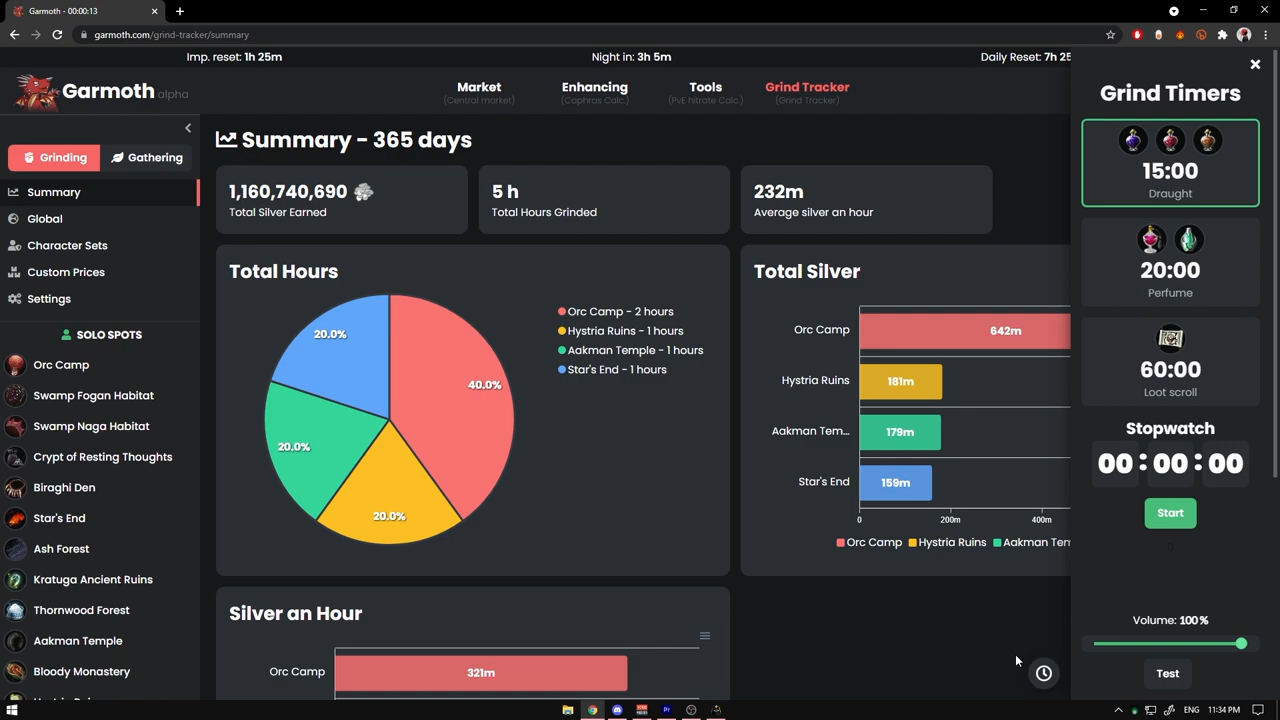 Garmoth - 00:00:13
garmoth.com/grind-tracker/summary
Imp. reset: 1h 25m
Night in: 3h 5m
Daily Reset: 7h 25
Garmoth alpha
Market
(Central market)
Enhancing
(Caphras Calc.)
Tools
(PvE hitrate Calc.)
Grind Tracker
(Grind Tracker)
Grinding
Gathering
Summary
Global
Character Sets
Custom Prices
Settings
SOLO SPOTS
Orc Camp
Swamp Fogan Habitat
Swamp Naga Habitat
Crypt of Resting Thoughts
Biraghi Den
Star's End
Ash Forest
Kratuga Ancient Ruins
Thornwood Forest
Aakman Temple
Bloody Monastery
Summary - 365 days
1,160,740,690
Total Silver Earned
5 h
Total Hours Grinded
232m
Average silver an hour
Total Hours
20.0%
40.0%
20.0%
20.0%
Orc Camp - 2 hours
Hystria Ruins - 1 hours
Aakman Temple - 1 hours
Star's End - 1 hours
Total Silver
Orc Camp
642m
Hystria Ruins
181m
Aakman Tem...
179m
Star's End
159m
0
200m
400m
Orc Camp
Hystria Ruins
Aakman Tem
Silver an Hour
Orc Camp
321m
Grind Timers
15:00
Draught
20:00
Perfume
60:00
Loot scroll
Stopwatch
00 : 00 : 00
Start
Volume: 100%
Test
ENG
11:34 PM